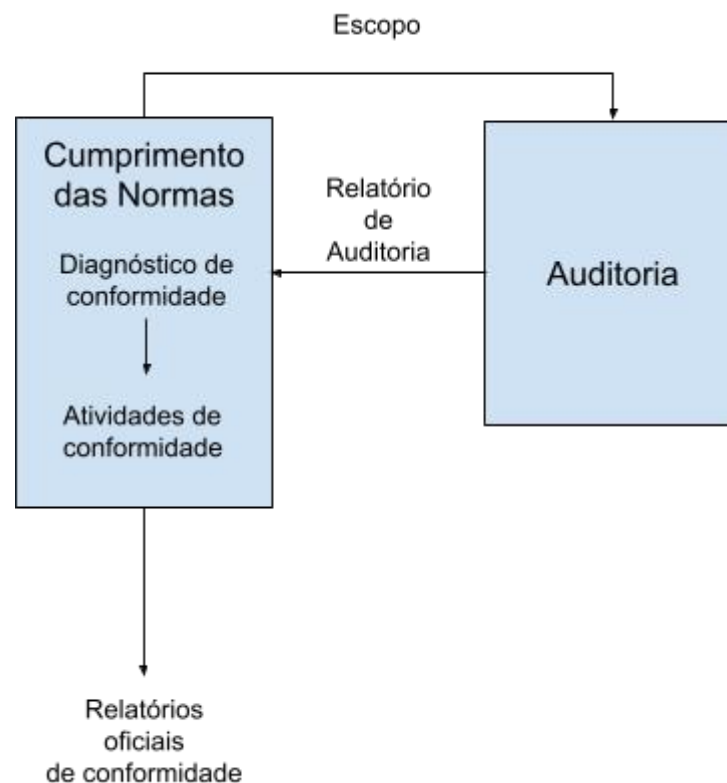 Escopo
Cumprimento
das Normas
Diagnóstico de
conformidade
Atividades de
conformidade
Relatório
de
Auditoria
Auditoria
Relatórios
oficiais
de conformidade